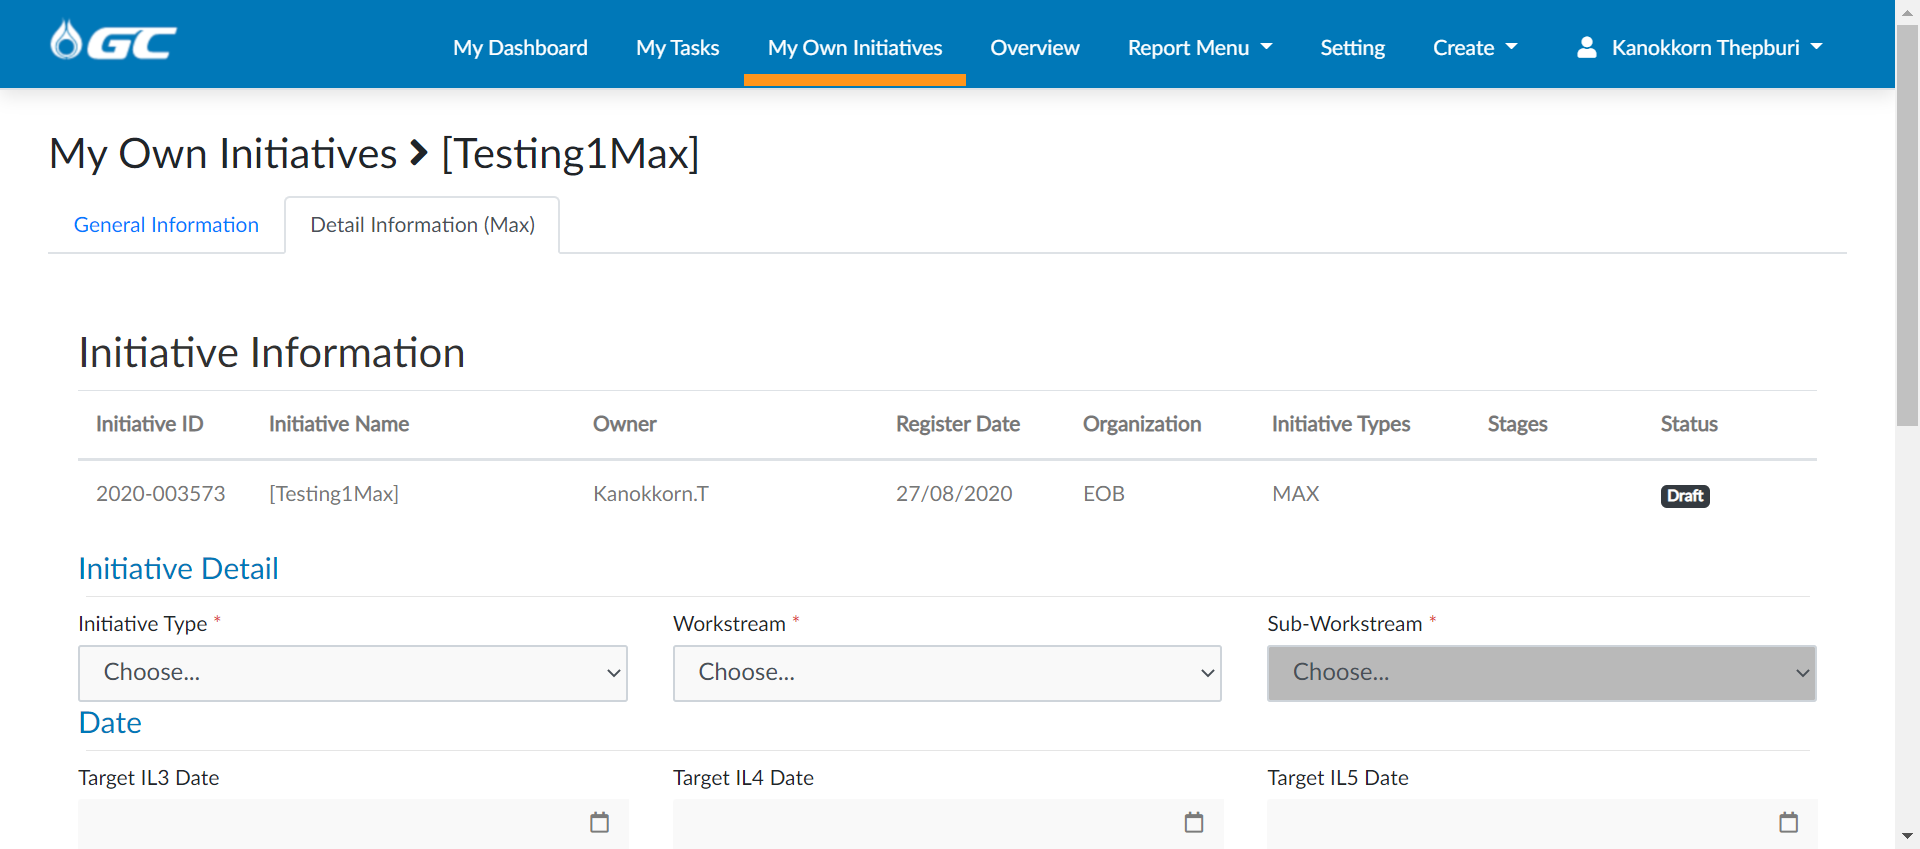 GC My Dashboard My Tasks My Own Initiatives Overview Report Menu Setting Create Kanokkorn Thepburi
My Own Initiatives > [Testing1Max]
General Information Detail Information (Max)
Initiative Information
Initiative ID Initiative Name Owner Register Date Organization Initiative Types Stages Status
2020-003573 [Testing1Max] Kanokkorn.T 27/08/2020 EOB MAX Draft
Initiative Detail
Initiative Type * Workstream * Sub-Workstream *
Choose... Choose... Choose...
Date
Target IL3 Date Target IL4 Date Target IL5 Date